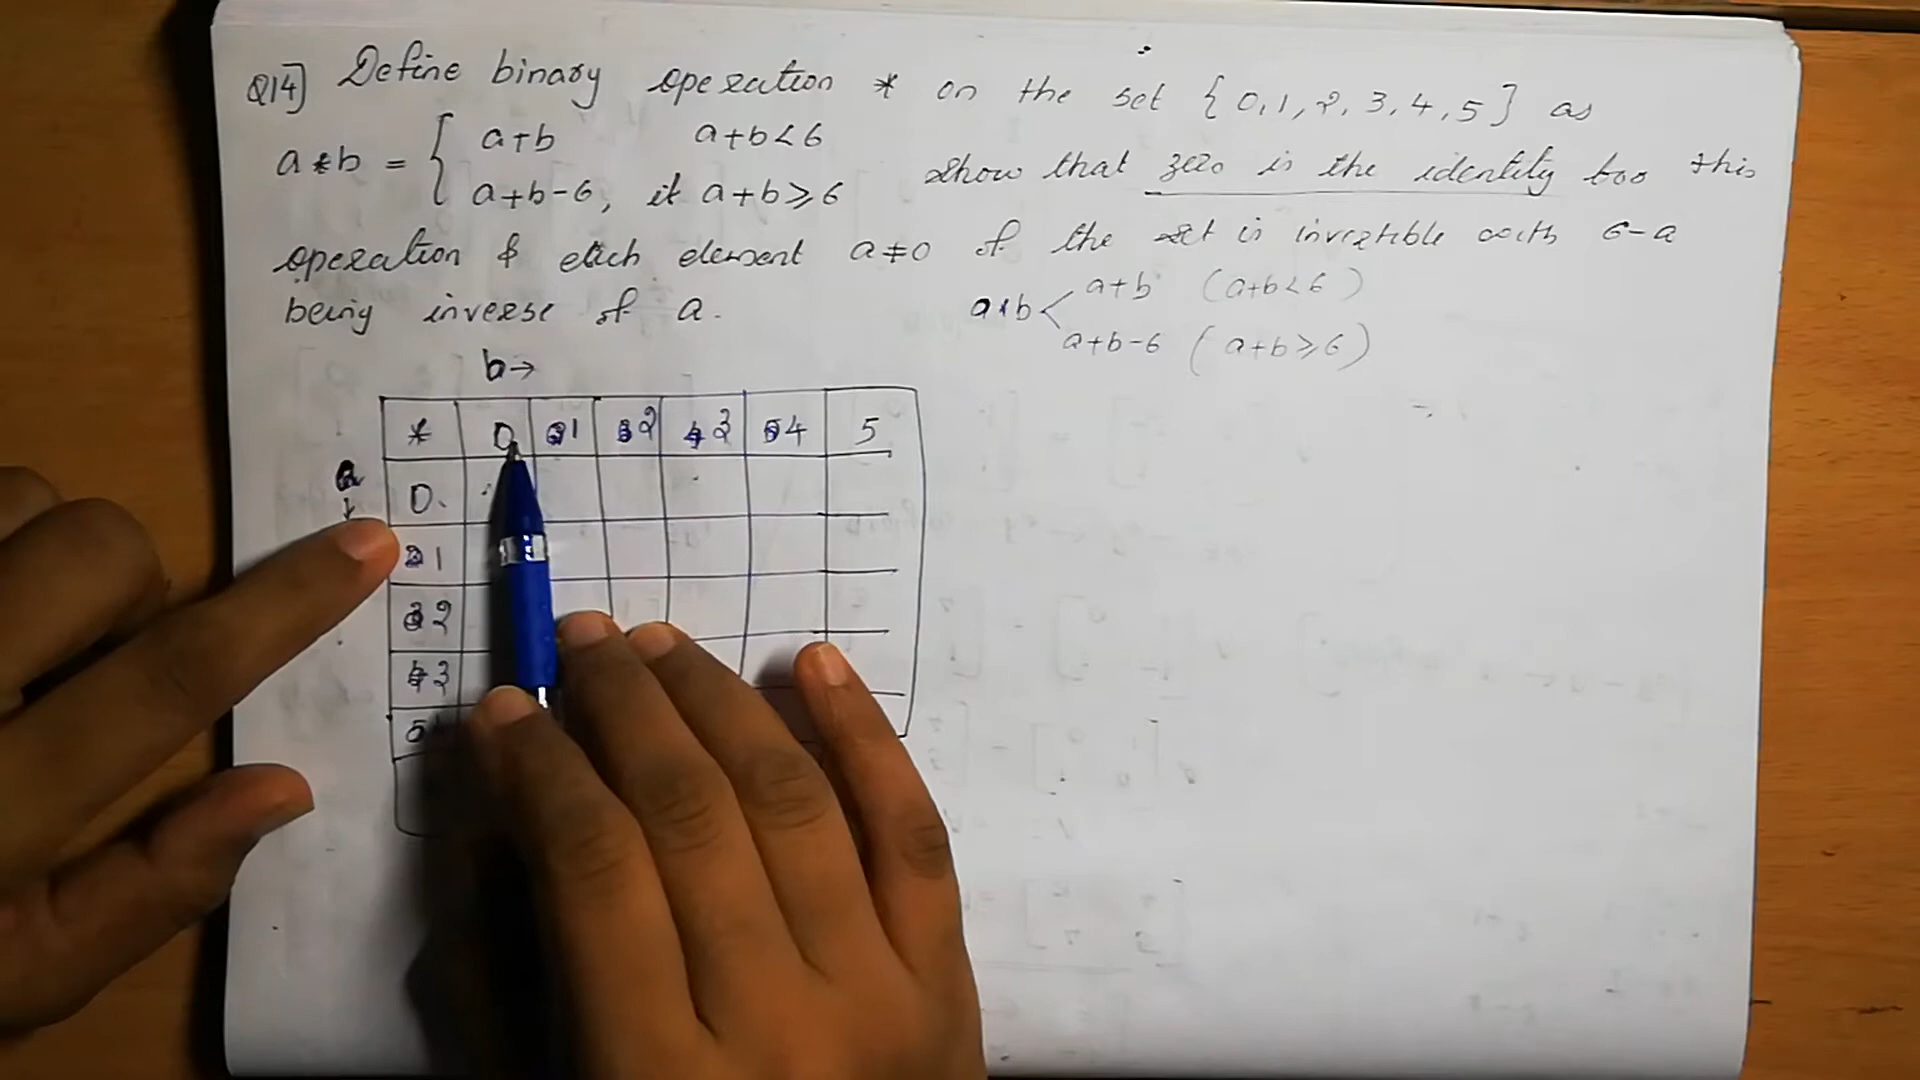 Q14] Define binary operation * on the set {0,1,2,3,4,5} as
a*b = { a+b a+b<6
a+b-6, if a+b≥6 Show that zero is the identity for this
operation & each element a≠0 of the set is invertible with 6-a
being inverse of a.
a*b < a+b (a+b<6)
a+b-6 (a+b≥6)
b→
* 0 1 2 3 4 5
a
↓
0
1
2
3